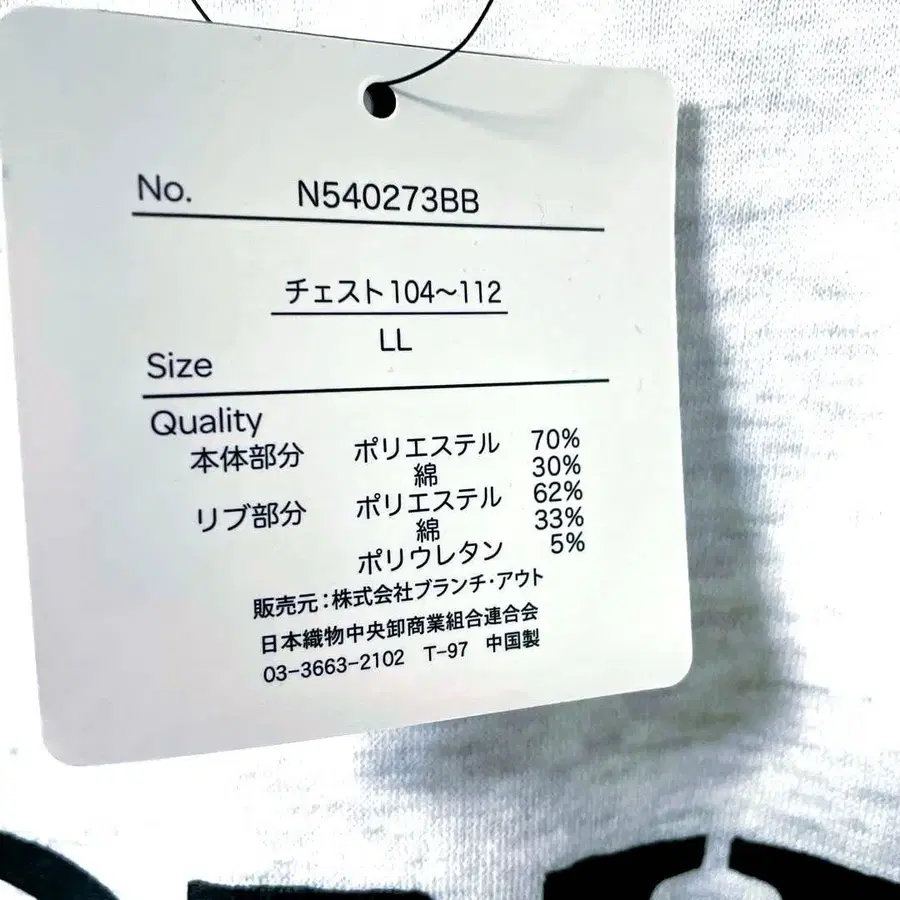 No. N540273BB
チェスト104〜112
LL
Size
Quality
本体部分 ポリエステル 70%
綿 30%
リブ部分 ポリエステル 62%
綿 33%
ポリウレタン 5%
販売元:株式会社ブランチ・アウト
日本織物中央卸商業組合連合会
03-3663-2102 T-97 中国製